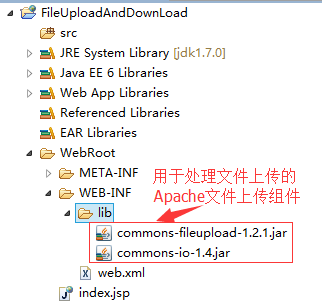 FileUploadAndDownLoad
src
JRE System Library [jdk1.7.0]
Java EE 6 Libraries
Web App Libraries
Referenced Libraries
EAR Libraries
WebRoot
META-INF
用于处理文件上传的
WEB-INF
Apache文件上传组件
lib
commons-fileupload-1.2.1.jar
commons-io-1.4.jar
web.xml
index.jsp